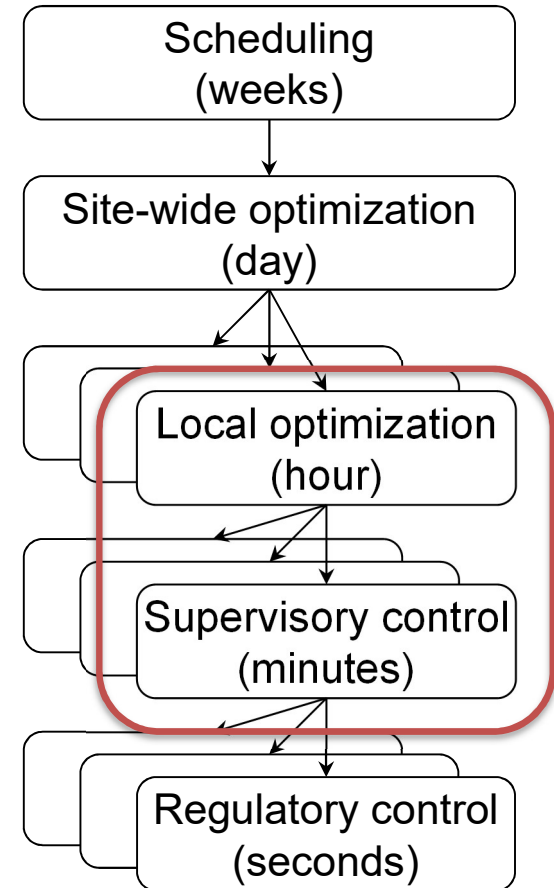 Scheduling
(weeks)
Site-wide optimization
(day)
Local optimization
(hour)
Supervisory control
(minutes)
Regulatory control
(seconds)